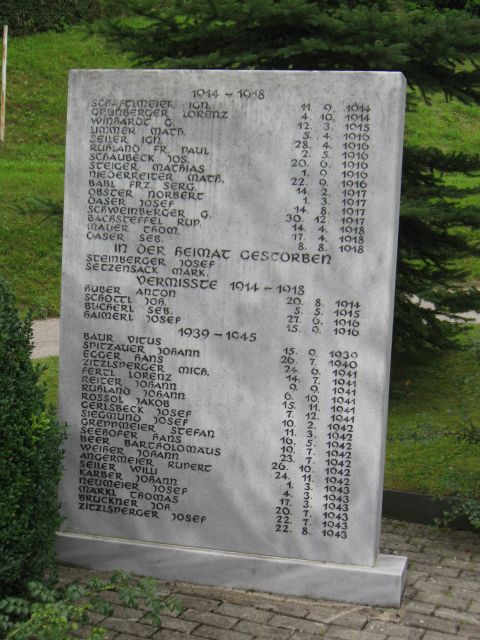 1914 – 1918
SCHAFTLMEIER IGN. 11. 9. 1914
GRÜNBERGER LORENZ 4. 10. 1914
WINHARDT G. 12. 3. 1915
LIMMER MATH. 5. 4. 1916
SEILER IGN. 28. 4. 1916
RUHLAND FR. PAUL 2. 5. 1916
SCHAUBECK JOS. 20. 6. 1916
STEIGER MATHIAS 1. 9. 1916
NIEDERREITER MATH. 22. 9. 1916
BABL FRZ. SERG. 14. 2. 1917
OBSTER NORBERT 1. 3. 1917
OASER JOSEF 14. 8. 1917
SCHWEINBERGER G. 30. 12. 1917
BACHSTEFFEL RUP. 14. 4. 1918
MAUER THOM. 17. 4. 1918
OASER SEB. 8. 8. 1918
IN DER HEIMAT GESTORBEN
STEINBERGER JOSEF
SETZENSACK MARK.
VERMISSTE 1914 – 1918
HUBER ANTON 20. 8. 1914
SCHÖTTL JOH. 5. 5. 1915
BUCHERL SEB. 27. 6. 1916
HAIMERL JOSEF 15. 9. 1916
1939 – 1945
BAUR VITUS 15. 9. 1939
SPITZAUER JOHANN 26. 7. 1940
EGGER HANS 24. 6. 1941
ZITZLSPERGER MICH. 14. 7. 1941
FERTL LORENZ 9. 9. 1941
REITER JOHANN 6. 10. 1941
RUHLAND JOHANN 15. 11. 1941
ROSSOL JAKOB 7. 12. 1941
GERLSBECK JOSEF 10. 2. 1942
SIEGMUND JOSEF 11. 3. 1942
GREPPMEIER STEFAN 16. 5. 1942
SEEHOFER HANS 10. 7. 1942
BEER BARTHOLOMÄUS 23. 7. 1942
WEIHER JOHANN 26. 10. 1942
ANGERMEIER RUPERT 24. 11. 1942
SEILER WILLI 1. 3. 1943
KARBER JOHANN 4. 3. 1943
NEUMEIER JOSEF 17. 3. 1943
MÄRKL THOMAS 20. 7. 1943
BRUCKNER JOH. 22. 7. 1943
ZITZLSPERGER JOSEF 22. 8. 1943